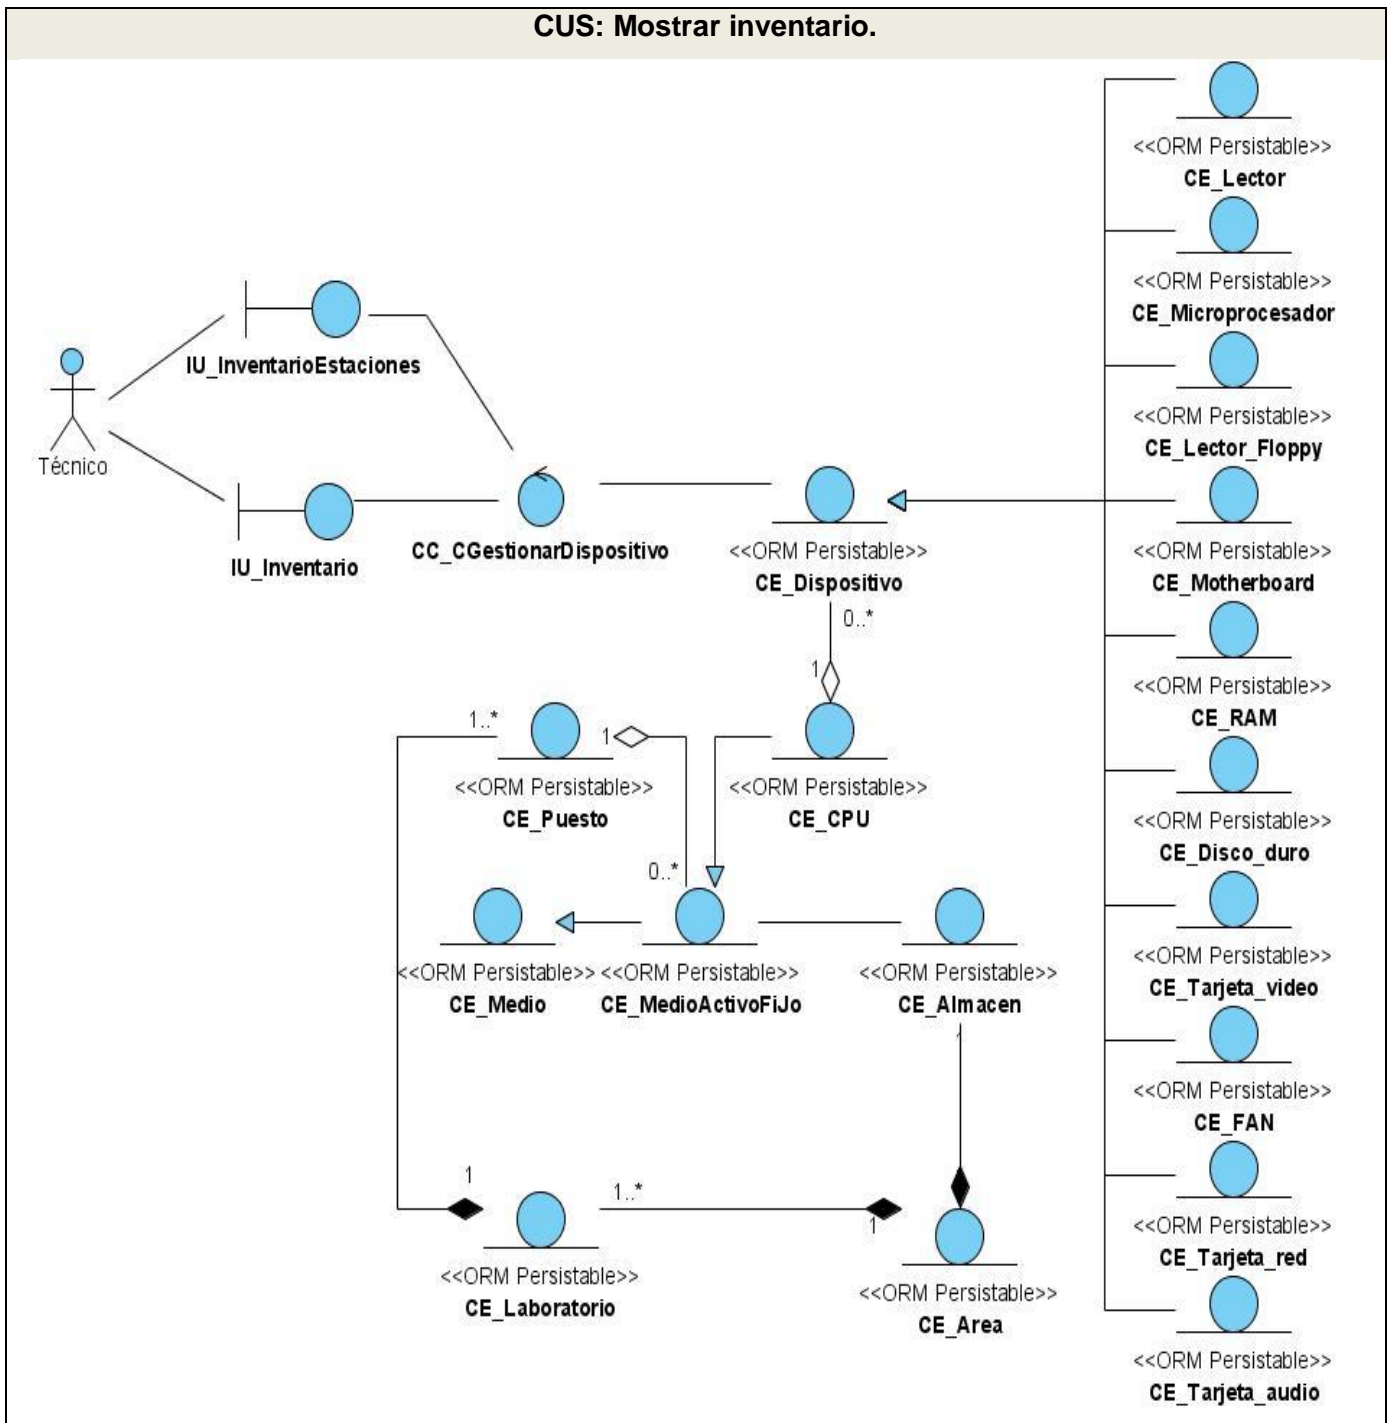 CUS: Mostrar inventario.
<<ORM Persistable>>
CE_Lector
<<ORM Persistable>>
CE_Microprocesador
IU_InventarioEstaciones
<<ORM Persistable>>
CE_Lector_Floppy
Técnico
IU_Inventario
CC_CGestionarDispositivo
<<ORM Persistable>>
CE_Dispositivo
<<ORM Persistable>>
CE_Motherboard
0..*
1
<<ORM Persistable>>
CE_RAM
1..*
1
<<ORM Persistable>>
CE_Puesto
<<ORM Persistable>>
CE_CPU
<<ORM Persistable>>
CE_Disco_duro
0..*
<<ORM Persistable>>
CE_Medio
<<ORM Persistable>>
CE_MedioActivoFiJo
<<ORM Persistable>>
CE_Almacen
1
<<ORM Persistable>>
CE_Tarjeta_video
<<ORM Persistable>>
CE_FAN
1
1..*
1
<<ORM Persistable>>
CE_Laboratorio
<<ORM Persistable>>
CE_Area
<<ORM Persistable>>
CE_Tarjeta_red
<<ORM Persistable>>
CE_Tarjeta_audio